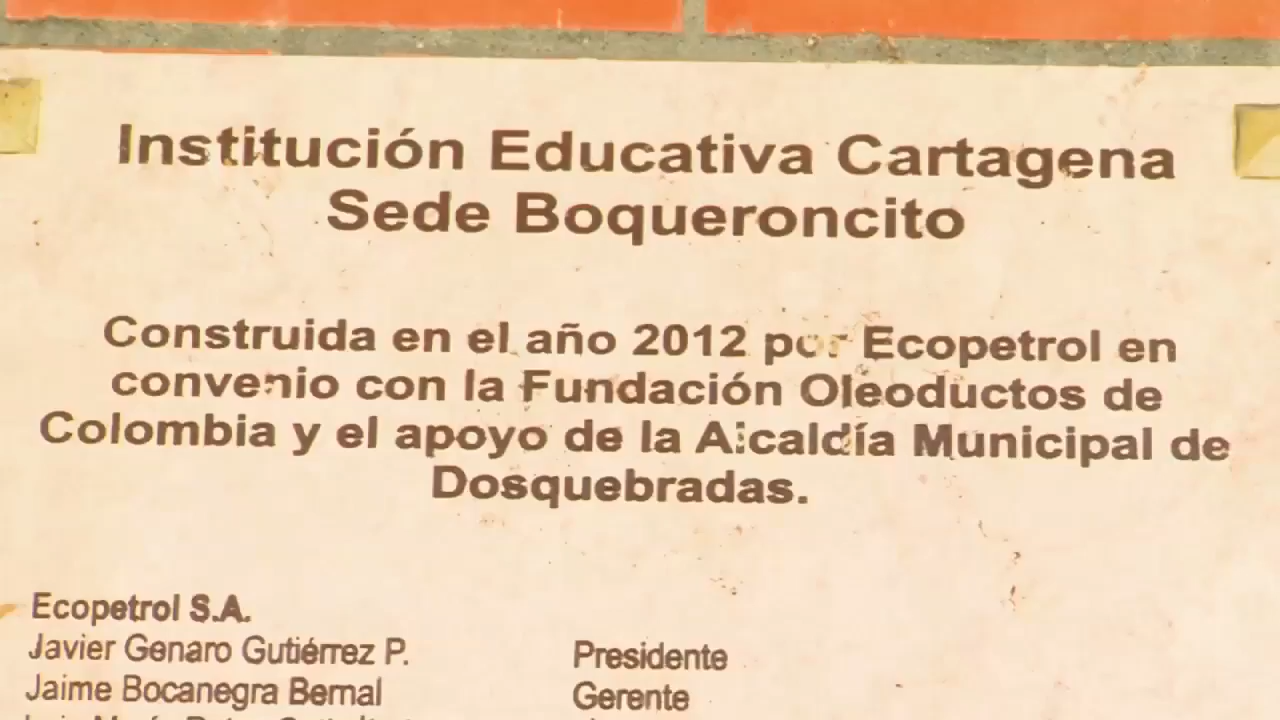 Institución Educativa Cartagena
Sede Boqueroncito
Construida en el año 2012 por Ecopetrol en
convenio con la Fundación Oleoductos de
Colombia y el apoyo de la Alcaldía Municipal de
Dosquebradas.
Ecopetrol S.A.
Javier Genaro Gutiérrez P. Presidente
Jaime Bocanegra Bernal Gerente